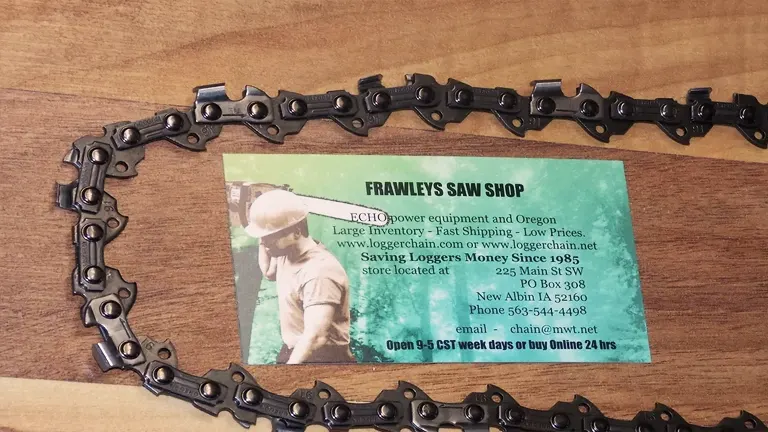 FRAWLEYS SAW SHOP
ECHO power equipment and Oregon
Large Inventory - Fast Shipping - Low Prices.
www.loggerchain.com or www.loggerchain.net
Saving Loggers Money Since 1985
store located at 225 Main St SW
PO Box 308
New Albin IA 52160
Phone 563-544-4498
email - chain@mwt.net
Open 9-5 CST week days or buy Online 24 hrs